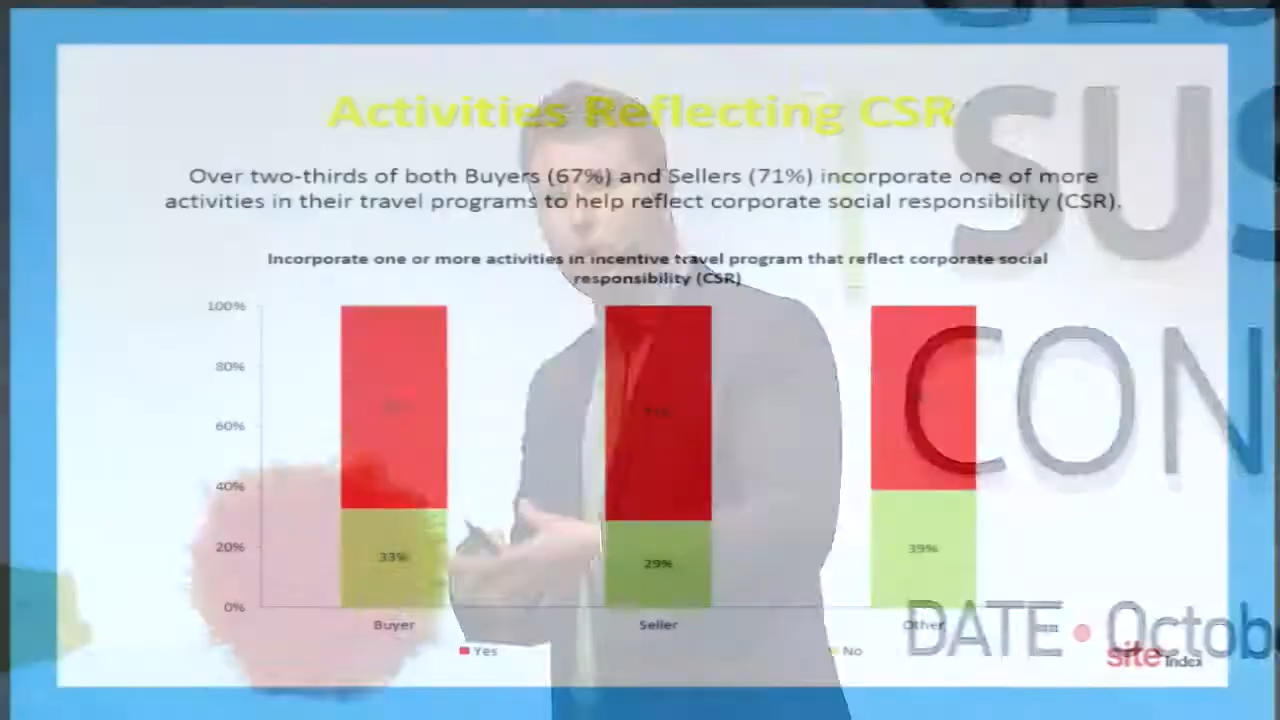 Activities Reflecting CSR
Over two-thirds of both Buyers (67%) and Sellers (71%) incorporate one of more
activities in their travel programs to help reflect corporate social responsibility (CSR).
Incorporate one or more activities in incentive travel program that reflect corporate social
responsibility (CSR)
100%
80%
60%
40%
20%
0%
71%
33%
29%
39%
Buyer
Seller
Other
Yes
No
site Index
SUS
CON
DATE • Octob